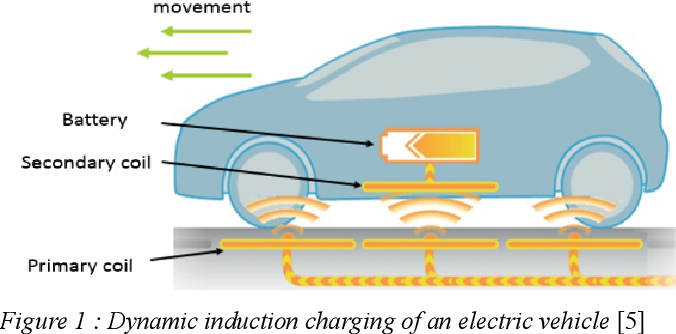 movement
Battery
Secondary coil
Primary coil
Figure 1 : Dynamic induction charging of an electric vehicle [5]